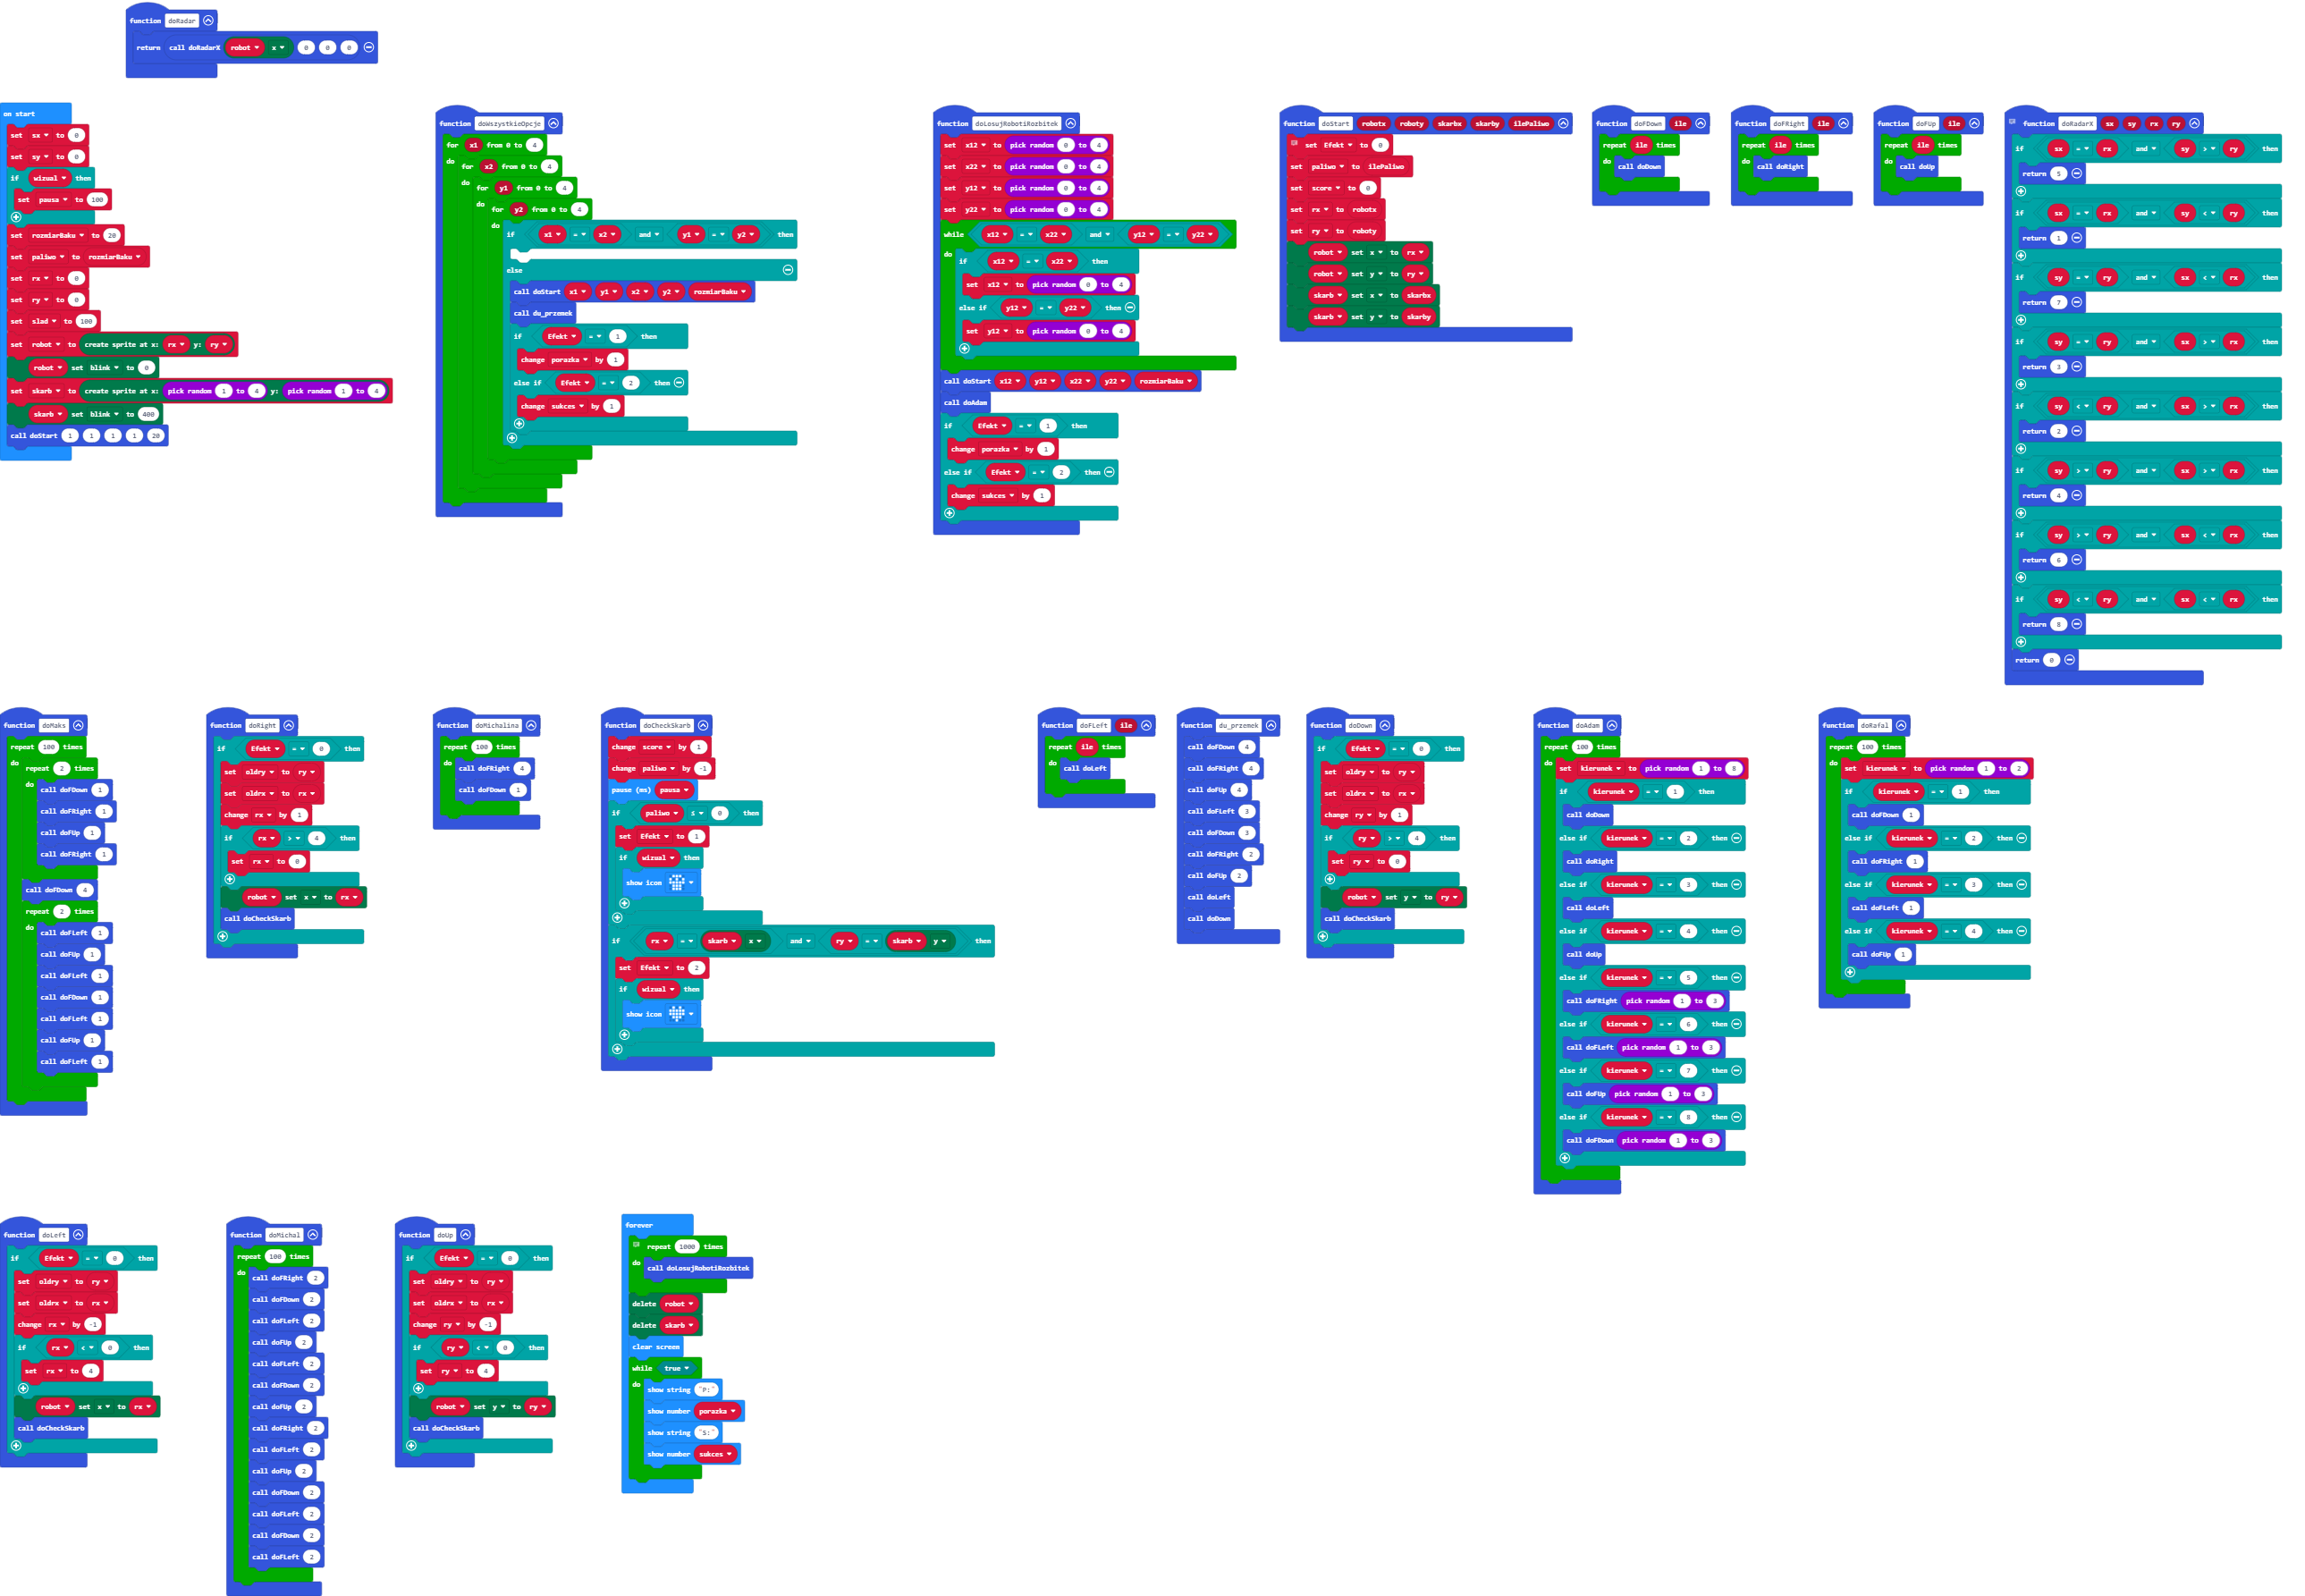 function doRadar
return call doRadarX robot x 0 0 0
on start
set sx to 0
set sy to 0
if wizual then
set pausa to 100
set rozmiarBaku to 20
set paliwo to rozmiarBaku
set rx to 0
set ry to 0
set slad to 100
set robot to create sprite at x: rx y: ry
robot set blink to 0
set skarb to create sprite at x: pick random 1 to 4 y: pick random 1 to 4
skarb set blink to 400
call doStart 1 1 1 1 20
function doWszystkieOpcje
for x1 from 0 to 4
do for x2 from 0 to 4
do for y1 from 0 to 4
do for y2 from 0 to 4
do if x1 = x2 and y1 = y2 then
else
call doStart x1 y1 x2 y2 rozmiarBaku
call du_przemek
if Efekt = 1 then
change porazka by 1
else if Efekt = 2 then
change sukces by 1
function doLosujRobotiRozbitek
set x12 to pick random 0 to 4
set x22 to pick random 0 to 4
set y12 to pick random 0 to 4
set y22 to pick random 0 to 4
while x12 = x22 and y12 = y22
do if x12 = x22 then
set x12 to pick random 0 to 4
else if y12 = y22 then
set y12 to pick random 0 to 4
call doStart x12 y12 x22 y22 rozmiarBaku
call doAdam
if Efekt = 1 then
change porazka by 1
else if Efekt = 2 then
change sukces by 1
function doStart robotx roboty skarbx skarby ilePaliwo
set Efekt to 0
set paliwo to ilePaliwo
set score to 0
set rx to robotx
set ry to roboty
robot set x to rx
robot set y to ry
skarb set x to skarbx
skarb set y to skarby
function doFDown ile
repeat ile times
do call doDown
function doFRight ile
repeat ile times
do call doRight
function doFUp ile
repeat ile times
do call doUp
function doRadarX sx sy rx ry
if sx = rx and sy > ry then
return 5
if sx = rx and sy < ry then
return 1
if sy = ry and sx < rx then
return 7
if sy = ry and sx > rx then
return 3
if sy < ry and sx > rx then
return 2
if sy > ry and sx > rx then
return 4
if sy > ry and sx < rx then
return 6
if sy < ry and sx < rx then
return 8
return 0
function doMaks
repeat 100 times
do repeat 2 times
do call doFDown 1
call doFRight 1
call doFUp 1
call doFRight 1
call doFDown 4
repeat 2 times
do call doFLeft 1
call doFUp 1
call doFLeft 1
call doFDown 1
call doFLeft 1
call doFUp 1
call doFLeft 1
function doRight
if Efekt = 0 then
set oldry to ry
set oldrx to rx
change rx by 1
if rx > 4 then
set rx to 0
robot set x to rx
call doCheckSkarb
function doMichalina
repeat 100 times
do call doFRight 4
call doFDown 1
function doCheckSkarb
change score by 1
change paliwo by -1
pause (ms) pausa
if paliwo ≤ 0 then
set Efekt to 1
if wizual then
show icon
if rx = skarb x and ry = skarb y then
set Efekt to 2
if wizual then
show icon
function doFLeft ile
repeat ile times
do call doLeft
function du_przemek
call doFDown 4
call doFRight 4
call doFUp 4
call doFLeft 3
call doFDown 3
call doFRight 2
call doFUp 2
call doLeft
call doDown
function doDown
if Efekt = 0 then
set oldry to ry
set oldrx to rx
change ry by 1
if ry > 4 then
set ry to 0
robot set y to ry
call doCheckSkarb
function doAdam
repeat 100 times
do set kierunek to pick random 1 to 8
if kierunek = 1 then
call doDown
else if kierunek = 2 then
call doRight
else if kierunek = 3 then
call doLeft
else if kierunek = 4 then
call doUp
else if kierunek = 5 then
call doFRight pick random 1 to 3
else if kierunek = 6 then
call doFLeft pick random 1 to 3
else if kierunek = 7 then
call doFUp pick random 1 to 3
else if kierunek = 8 then
call doFDown pick random 1 to 3
function doRafal
repeat 100 times
do set kierunek to pick random 1 to 2
if kierunek = 1 then
call doFDown 1
else if kierunek = 2 then
call doFRight 1
else if kierunek = 3 then
call doFLeft 1
else if kierunek = 4 then
call doFUp 1
function doLeft
if Efekt = 0 then
set oldry to ry
set oldrx to rx
change rx by -1
if rx < 0 then
set rx to 4
robot set x to rx
call doCheckSkarb
function doMichal
repeat 100 times
do call doFRight 2
call doFDown 2
call doFLeft 2
call doFUp 2
call doFLeft 2
call doFDown 2
call doFUp 2
call doFRight 2
call doFLeft 2
call doFUp 2
call doFDown 2
call doFLeft 2
call doFDown 2
call doFLeft 2
function doUp
if Efekt = 0 then
set oldry to ry
set oldrx to rx
change ry by -1
if ry < 0 then
set ry to 4
robot set y to ry
call doCheckSkarb
forever
repeat 1000 times
do call doLosujRobotiRozbitek
delete robot
delete skarb
clear screen
while true
do show string "P:"
show number porazka
show string "S:"
show number sukces